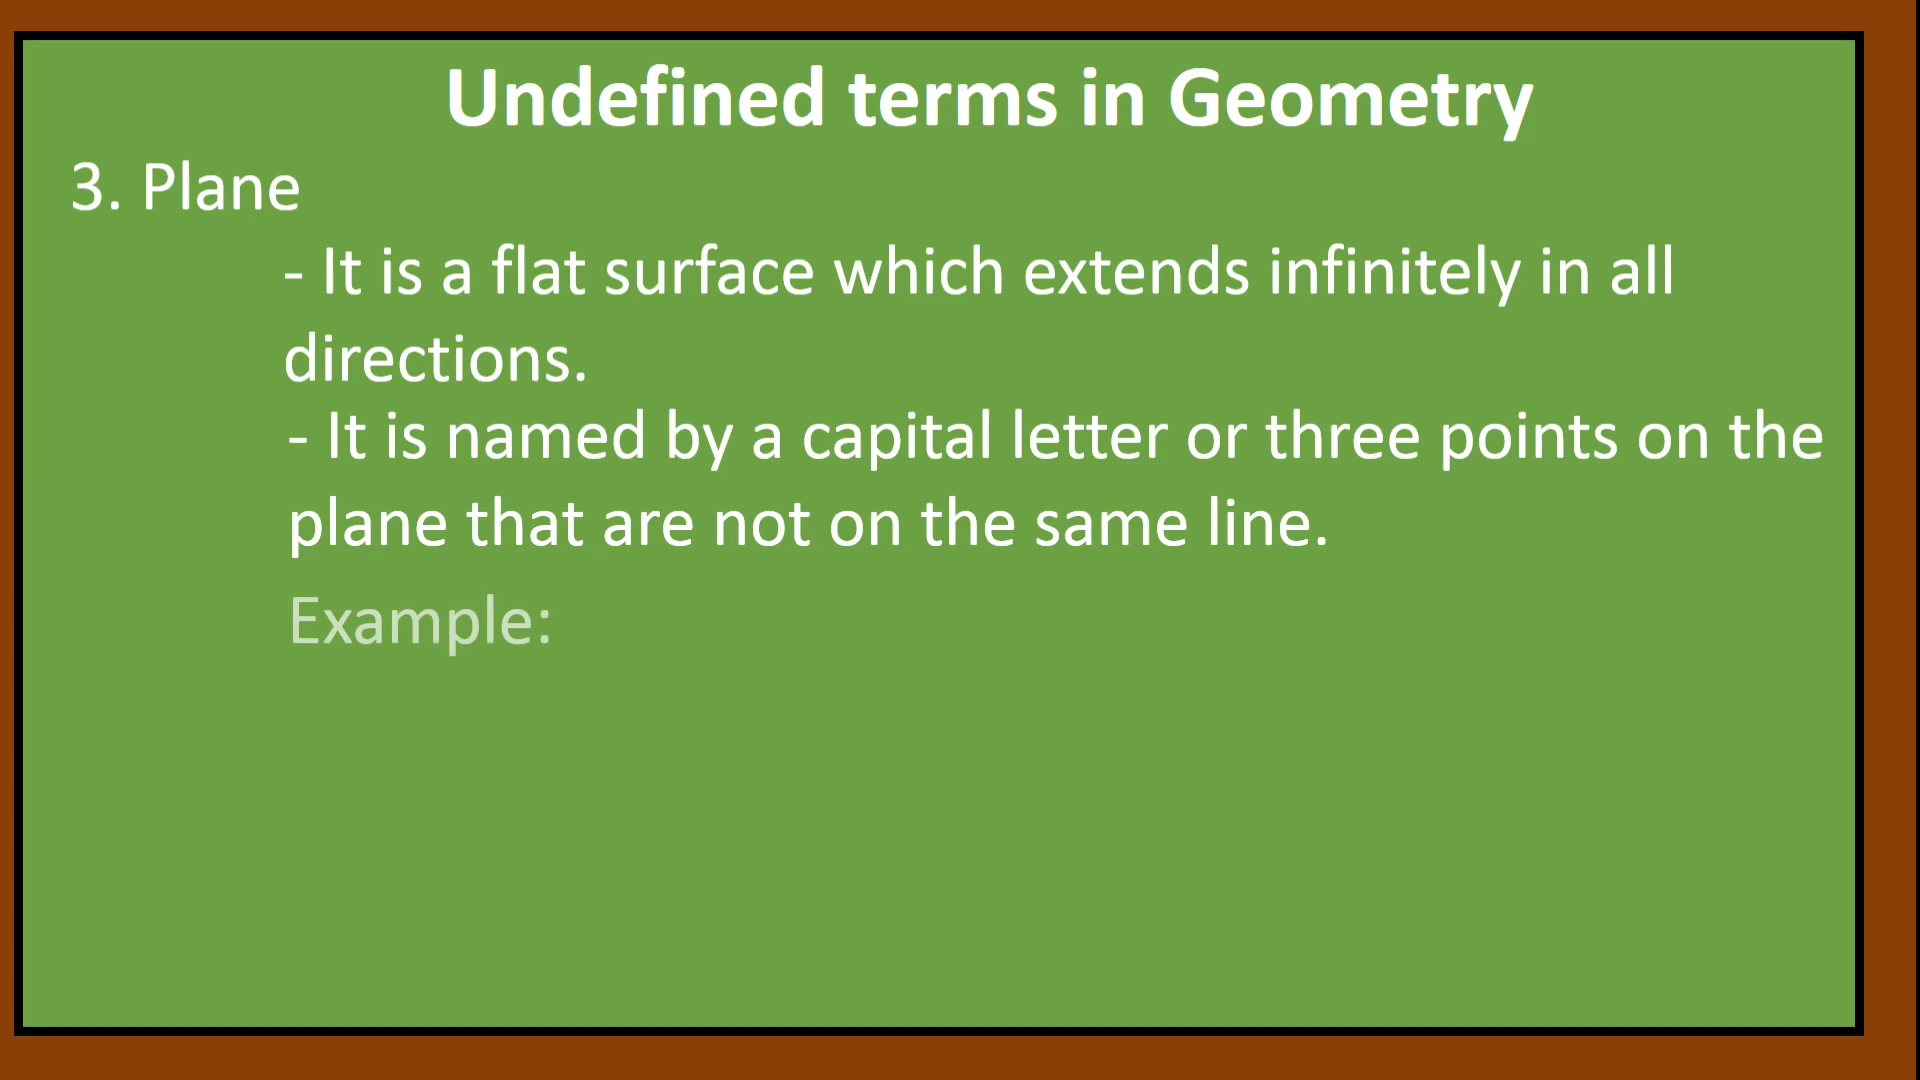 Undefined terms in Geometry
3. Plane
- It is a flat surface which extends infinitely in all
directions.
- It is named by a capital letter or three points on the
plane that are not on the same line.
Example: